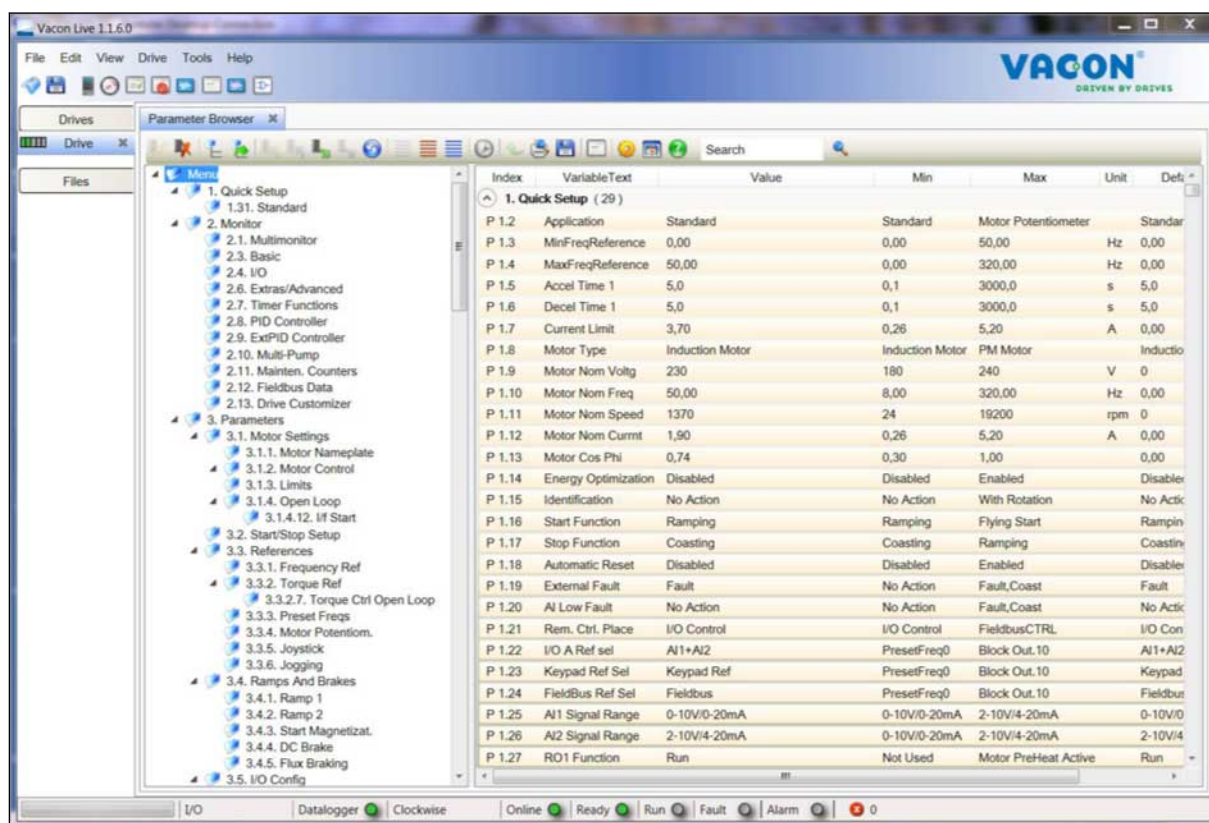 Vacon Live 1.1.6.0
File Edit View Drive Tools Help
VACON®
DRIVEN BY DRIVES
Drives
Drive
Files
Parameter Browser
Search
Menu
1. Quick Setup
1.31. Standard
2. Monitor
2.1. Multimonitor
2.3. Basic
2.4. I/O
2.6. Extras/Advanced
2.7. Timer Functions
2.8. PID Controller
2.9. ExtPID Controller
2.10. Multi-Pump
2.11. Mainten. Counters
2.12. Fieldbus Data
2.13. Drive Customizer
3. Parameters
3.1. Motor Settings
3.1.1. Motor Nameplate
3.1.2. Motor Control
3.1.3. Limits
3.1.4. Open Loop
3.1.4.12. I/f Start
3.2. Start/Stop Setup
3.3. References
3.3.1. Frequency Ref
3.3.2. Torque Ref
3.3.2.7. Torque Ctrl Open Loop
3.3.3. Preset Freqs
3.3.4. Motor Potentiom.
3.3.5. Joystick
3.3.6. Jogging
3.4. Ramps And Brakes
3.4.1. Ramp 1
3.4.2. Ramp 2
3.4.3. Start Magnetizat.
3.4.4. DC Brake
3.4.5. Flux Braking
3.5. I/O Config
Index VariableText Value Min Max Unit Defa
1. Quick Setup (29)
P 1.2 Application Standard Standard Motor Potentiometer Standar
P 1.3 MinFreqReference 0,00 0,00 50,00 Hz 0,00
P 1.4 MaxFreqReference 50,00 0,00 320,00 Hz 0,00
P 1.5 Accel Time 1 5,0 0,1 3000,0 s 5,0
P 1.6 Decel Time 1 5,0 0,1 3000,0 s 5,0
P 1.7 Current Limit 3,70 0,26 5,20 A 0,00
P 1.8 Motor Type Induction Motor Induction Motor PM Motor Inductio
P 1.9 Motor Nom Voltg 230 180 240 V 0
P 1.10 Motor Nom Freq 50,00 8,00 320,00 Hz 0,00
P 1.11 Motor Nom Speed 1370 24 19200 rpm 0
P 1.12 Motor Nom Currnt 1,90 0,26 5,20 A 0,00
P 1.13 Motor Cos Phi 0,74 0,30 1,00 0,00
P 1.14 Energy Optimization Disabled Disabled Enabled Disable
P 1.15 Identification No Action No Action With Rotation No Actic
P 1.16 Start Function Ramping Ramping Flying Start Rampin
P 1.17 Stop Function Coasting Coasting Ramping Coastin
P 1.18 Automatic Reset Disabled Disabled Enabled Disable
P 1.19 External Fault Fault No Action Fault,Coast Fault
P 1.20 AI Low Fault No Action No Action Fault,Coast No Actic
P 1.21 Rem. Ctrl. Place I/O Control I/O Control FieldbusCTRL I/O Con
P 1.22 I/O A Ref sel AI1+AI2 PresetFreq0 Block Out.10 AI1+AI2
P 1.23 Keypad Ref Sel Keypad Ref PresetFreq0 Block Out.10 Keypad
P 1.24 FieldBus Ref Sel Fieldbus PresetFreq0 Block Out.10 Fieldbus
P 1.25 AI1 Signal Range 0-10V/0-20mA 0-10V/0-20mA 2-10V/4-20mA 0-10V/0
P 1.26 AI2 Signal Range 2-10V/4-20mA 0-10V/0-20mA 2-10V/4-20mA 2-10V/4
P 1.27 RO1 Function Run Not Used Motor PreHeat Active Run
I/O Datalogger Clockwise Online Ready Run Fault Alarm 0